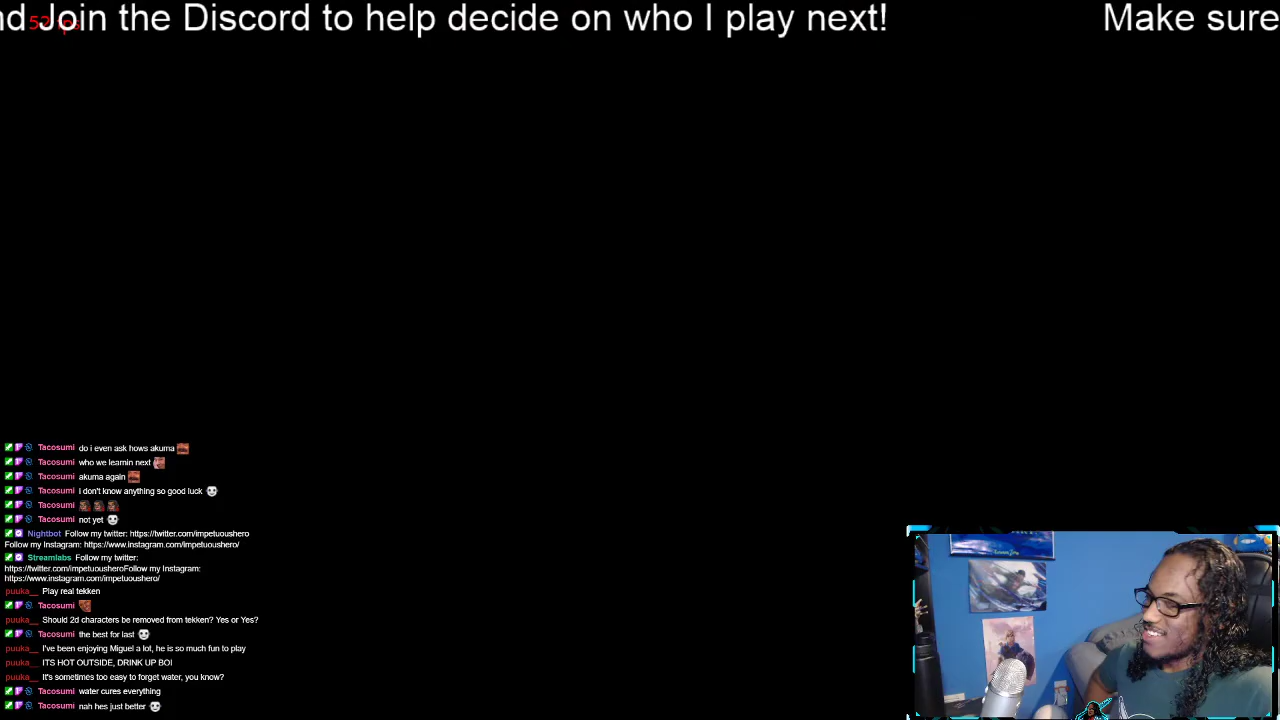 nd Join the Discord to help decide on who I play next! Make sure
Tacosumi do i even ask hows akuma
Tacosumi who we learnin next
Tacosumi akuma again
Tacosumi i don't know anything so good luck
Tacosumi
Tacosumi not yet
Nightbot Follow my twitter: https://twitter.com/impetuoushero
Follow my Instagram: https://www.instagram.com/impetuoushero/
Streamlabs Follow my twitter:
https://twitter.com/impetuousheroFollow my Instagram:
https://www.instagram.com/impetuoushero/
puuka__ Play real tekken
Tacosumi
puuka__ Should 2d characters be removed from tekken? Yes or Yes?
Tacosumi the best for last
puuka__ I've been enjoying Miguel a lot, he is so much fun to play
puuka__ ITS HOT OUTSIDE, DRINK UP BOI
puuka__ It's sometimes too easy to forget water, you know?
Tacosumi water cures everything
Tacosumi nah hes just better